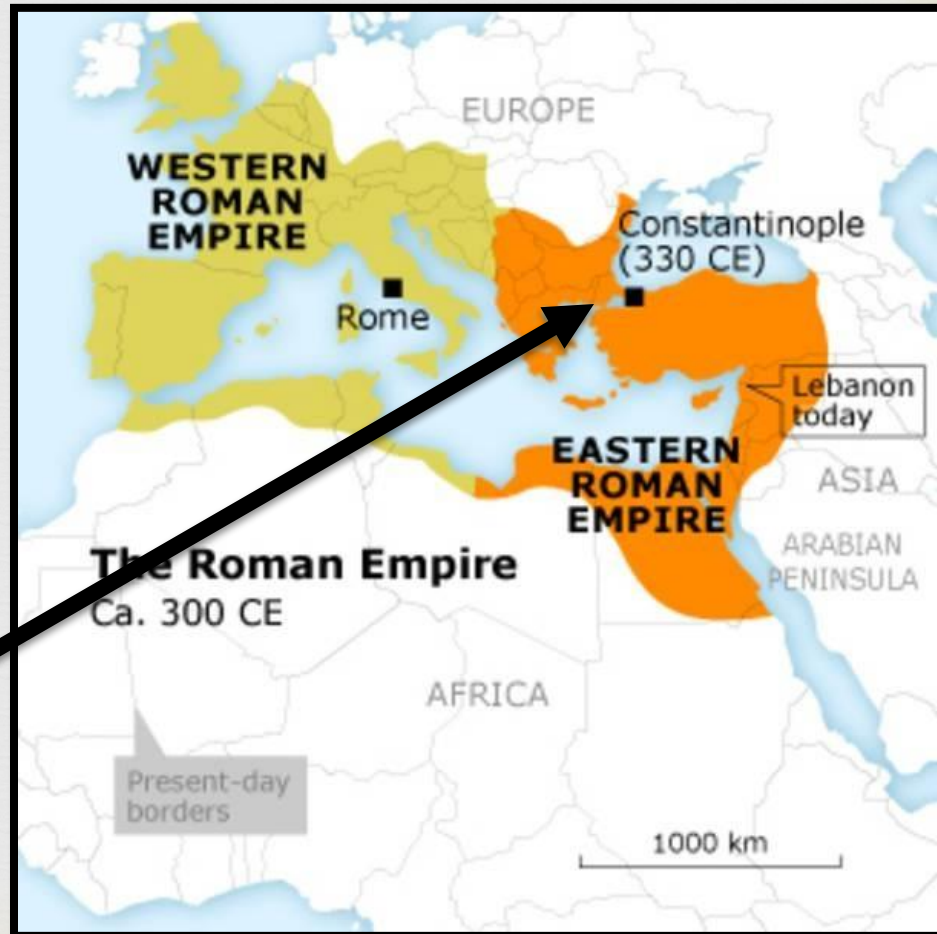 EUROPE
WESTERN
ROMAN
EMPIRE
Constantinople
(330 CE)
Rome
Lebanon
today
EASTERN
ROMAN
EMPIRE
ASIA
ARABIAN
PENINSULA
The Roman Empire
Ca. 300 CE
AFRICA
Present-day
borders
1000 km